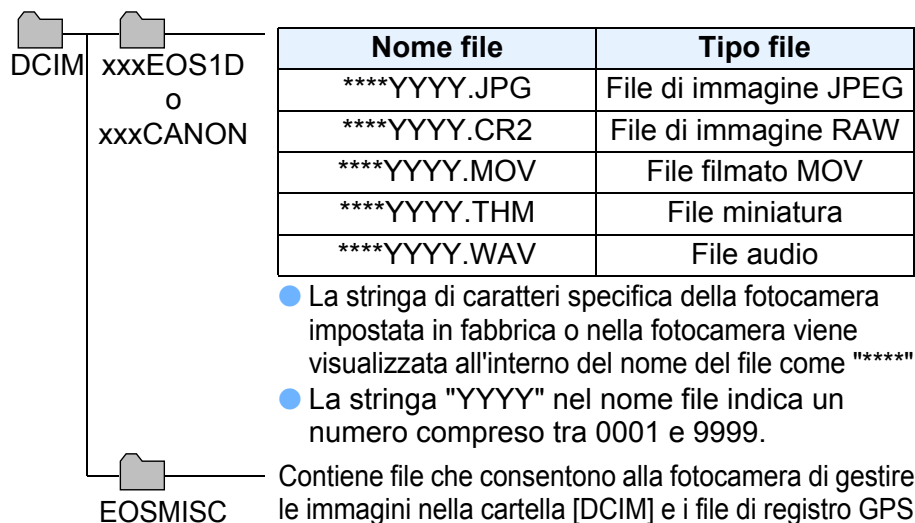 DCIM
xxxEOS1D
o
xxxCANON
Nome file Tipo file
****YYYY.JPG File di immagine JPEG
****YYYY.CR2 File di immagine RAW
****YYYY.MOV File filmato MOV
****YYYY.THM File miniatura
****YYYY.WAV File audio
● La stringa di caratteri specifica della fotocamera
impostata in fabbrica o nella fotocamera viene
visualizzata all'interno del nome del file come "****"
● La stringa "YYYY" nel nome file indica un
numero compreso tra 0001 e 9999.
EOSMISC
Contiene file che consentono alla fotocamera di gestire
le immagini nella cartella [DCIM] e i file di registro GPS